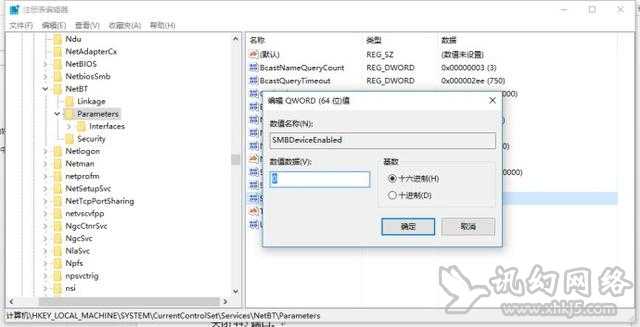 注册表编辑器
文件(F) 编辑(E) 查看(V) 收藏夹(A) 帮助(H)
Ndu
NetAdapterCx
NetBIOS
NetbiosSmb
NetBT
Linkage
Parameters
Interfaces
Security
Netlogon
Netman
netprofm
NetSetupSvc
NetTcpPortSharing
netvscvfpp
NgcCtnrSvc
NgcSvc
NlaSvc
Npfs
npsvctrig
nsi
名称 类型 数据
(默认) REG_SZ (数值未设置)
BcastNameQueryCount REG_DWORD 0x00000003 (3)
BcastQueryTimeout REG_DWORD 0x000002ee (750)
编辑 QWORD (64 位)值
数值名称(N):
SMBDeviceEnabled
数值数据(V):
0
基数
十六进制(H)
十进制(D)
确定 取消
计算机\HKEY_LOCAL_MACHINE\SYSTEM\CurrentControlSet\Services\NetBT\Parameters
讯幻网络
www.xhkj5.com